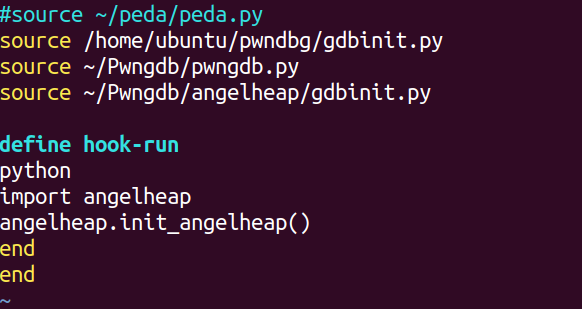 #source ~/peda/peda.py
source /home/ubuntu/pwndbg/gdbinit.py
source ~/Pwngdb/pwngdb.py
source ~/Pwngdb/angelheap/gdbinit.py
define hook-run
python
import angelheap
angelheap.init_angelheap()
end
end
~